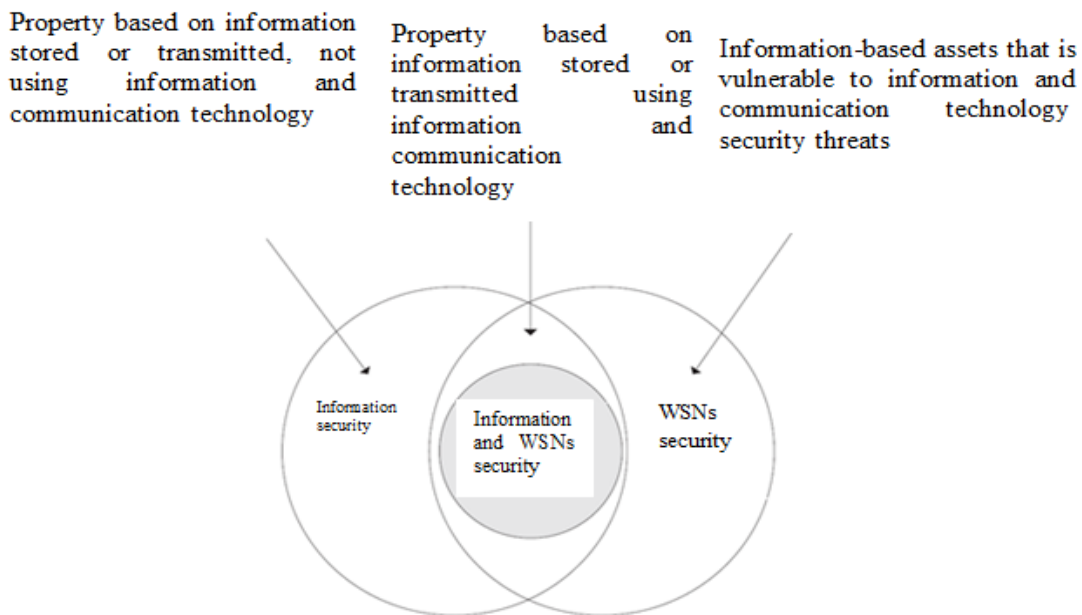 Property based on information
stored or transmitted, not
using information and
communication technology
Property based on
information stored or
transmitted using
information and
communication
technology
Information-based assets that is
vulnerable to information and
communication technology
security threats
Information
security
Information
and WSNs
security
WSNs
security